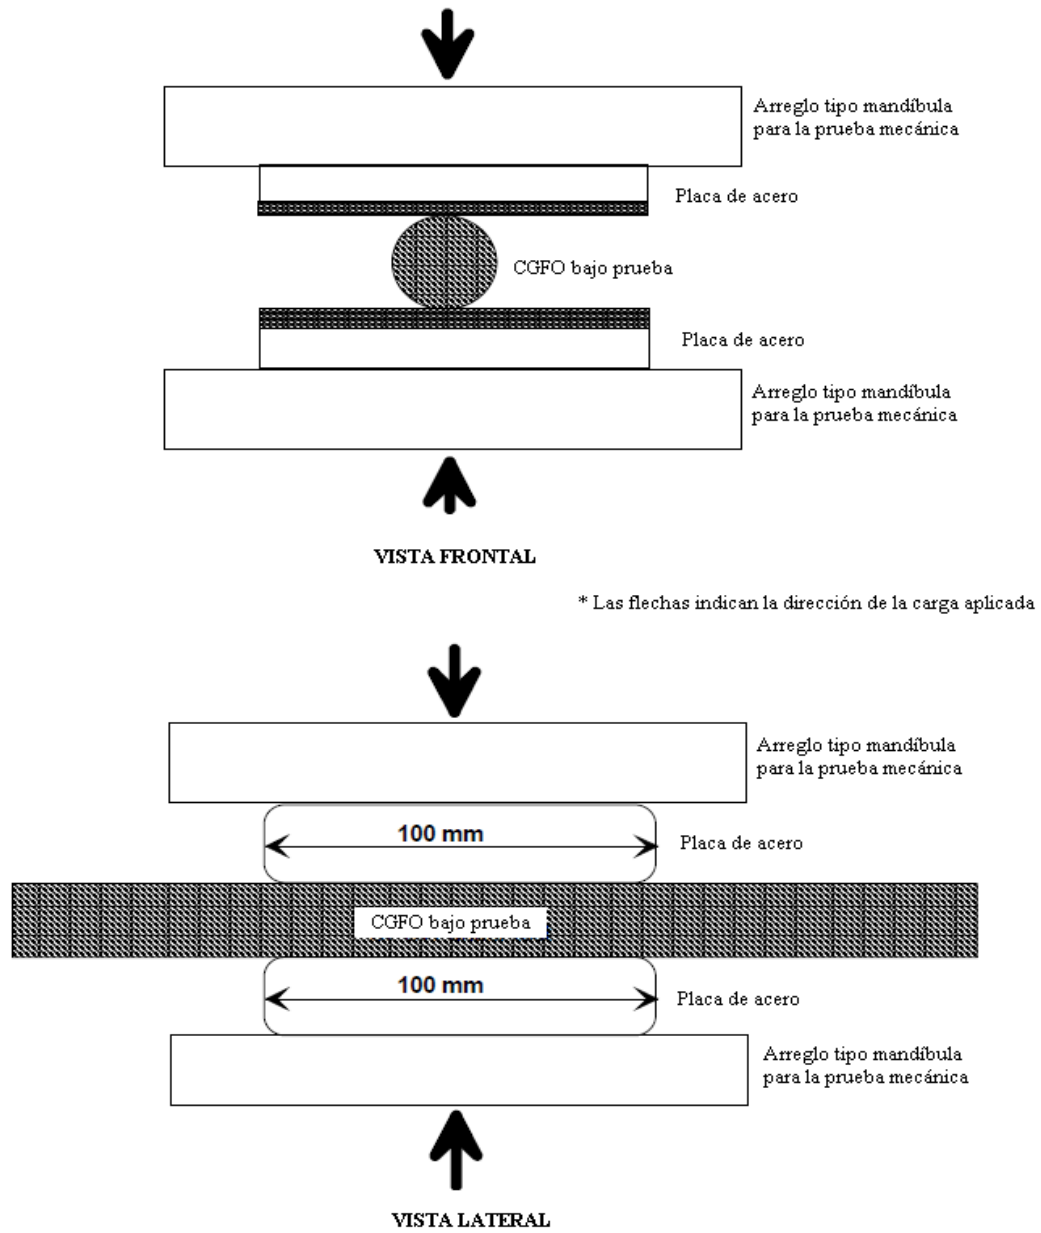 Arreglo tipo mandíbula
para la prueba mecánica
Placa de acero
CGFO bajo prueba
Placa de acero
Arreglo tipo mandíbula
para la prueba mecánica
VISTA FRONTAL
* Las flechas indican la dirección de la carga aplicada
Arreglo tipo mandíbula
para la prueba mecánica
100 mm
Placa de acero
CGFO bajo prueba
100 mm
Placa de acero
Arreglo tipo mandíbula
para la prueba mecánica
VISTA LATERAL